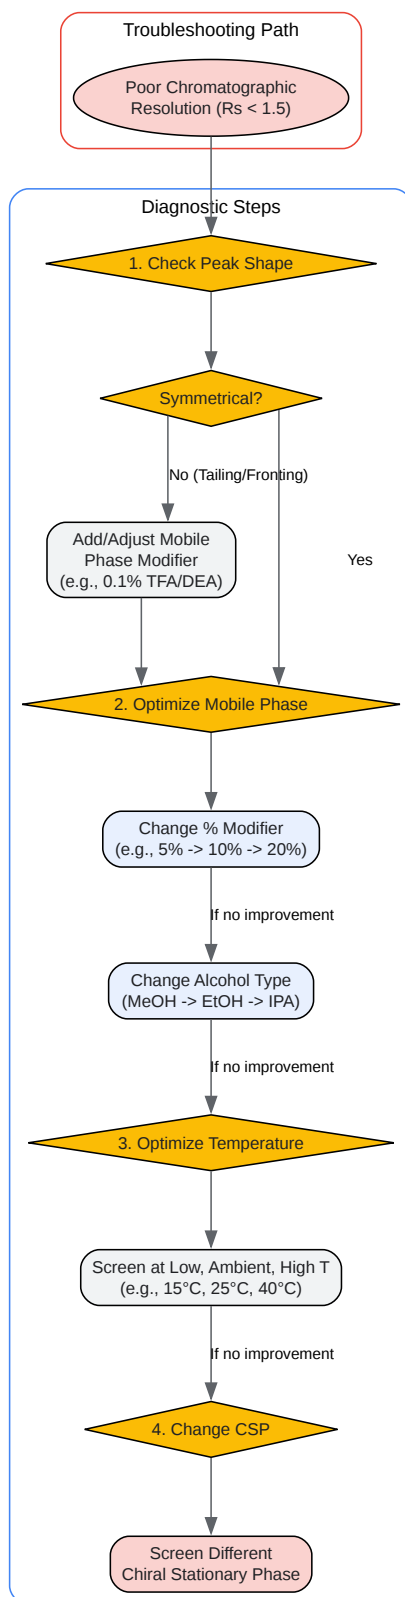 Troubleshooting Path
Poor Chromatographic
Resolution (Rs < 1.5)
Diagnostic Steps
1. Check Peak Shape
Symmetrical?
No (Tailing/Fronting)
Add/Adjust Mobile
Phase Modifier
(e.g., 0.1% TFA/DEA)
Yes
2. Optimize Mobile Phase
Change % Modifier
(e.g., 5% -> 10% -> 20%)
If no improvement
Change Alcohol Type
(MeOH -> EtOH -> IPA)
If no improvement
3. Optimize Temperature
Screen at Low, Ambient, High T
(e.g., 15°C, 25°C, 40°C)
If no improvement
4. Change CSP
Screen Different
Chiral Stationary Phase